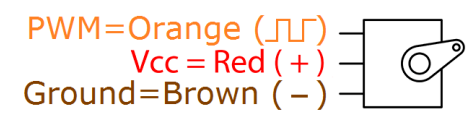 PWM=Orange (⎍⎍)
Vcc = Red ( + )
Ground=Brown ( − )